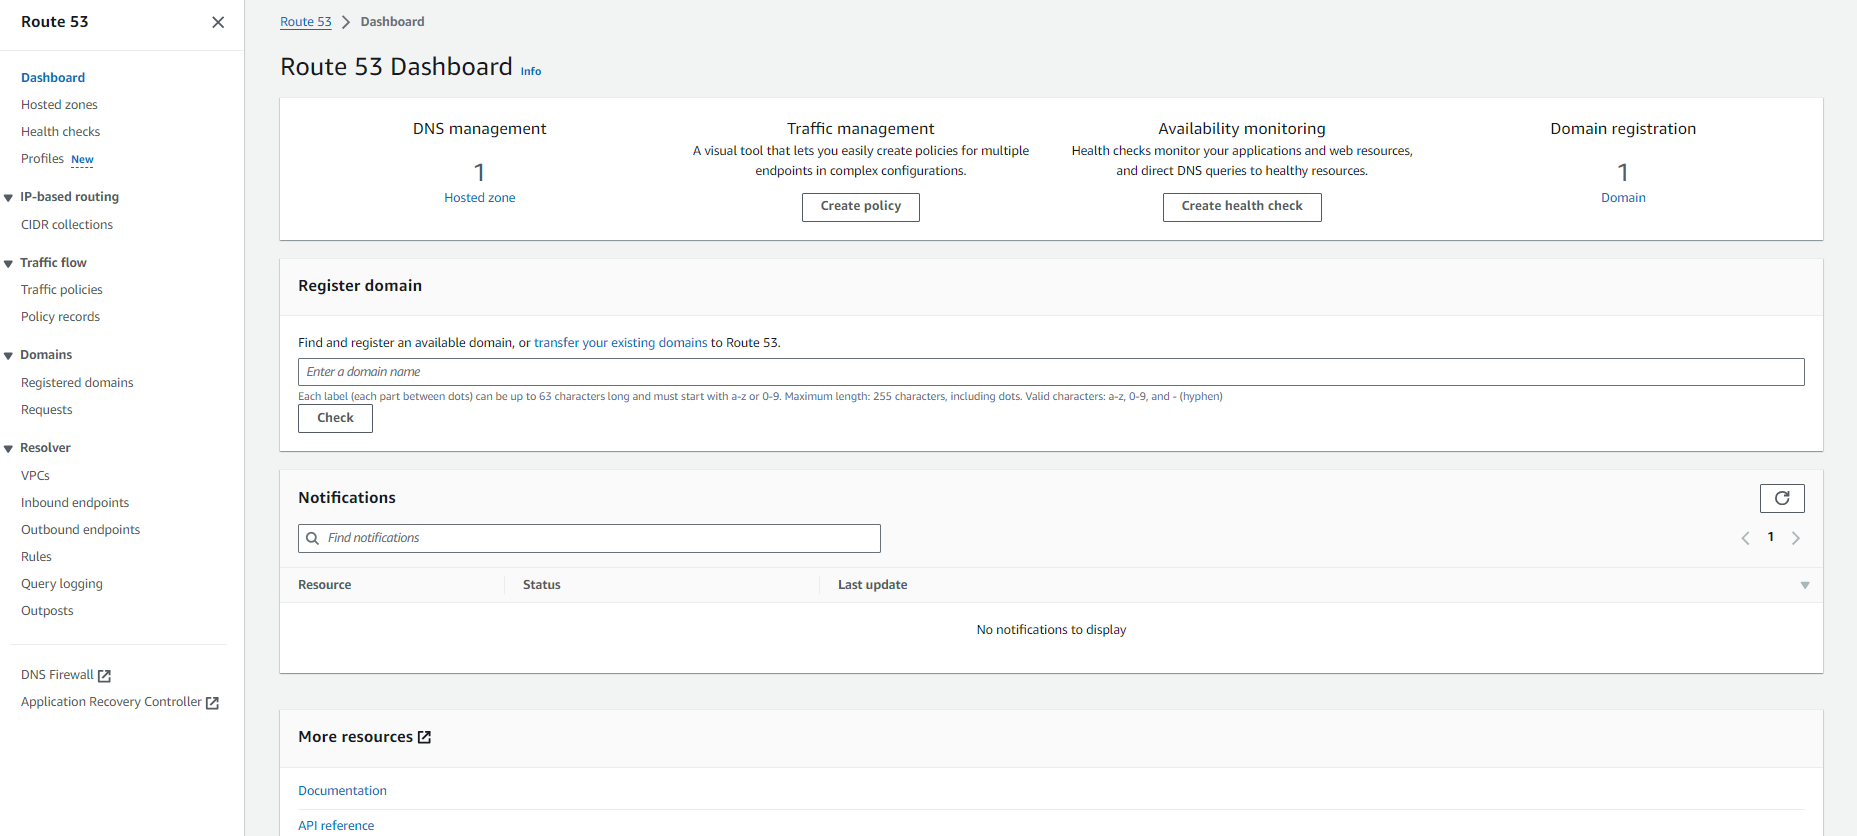 Route 53
Dashboard
Hosted zones
Health checks
Profiles New
IP-based routing
CIDR collections
Traffic flow
Traffic policies
Policy records
Domains
Registered domains
Requests
Resolver
VPCs
Inbound endpoints
Outbound endpoints
Rules
Query logging
Outposts
DNS Firewall
Application Recovery Controller
Route 53 Dashboard
Route 53 Dashboard Info
DNS management
1
Hosted zone
Traffic management
A visual tool that lets you easily create policies for multiple
endpoints in complex configurations.
Create policy
Availability monitoring
Health checks monitor your applications and web resources,
and direct DNS queries to healthy resources.
Create health check
Domain registration
1
Domain
Register domain
Find and register an available domain, or transfer your existing domains to Route 53.
Enter a domain name
Each label (each part between dots) can be up to 63 characters long and must start with a-z or 0-9. Maximum length: 255 characters, including dots. Valid characters: a-z, 0-9, and - (hyphen)
Check
Notifications
Find notifications
1
Resource Status Last update
No notifications to display
More resources
Documentation
API reference